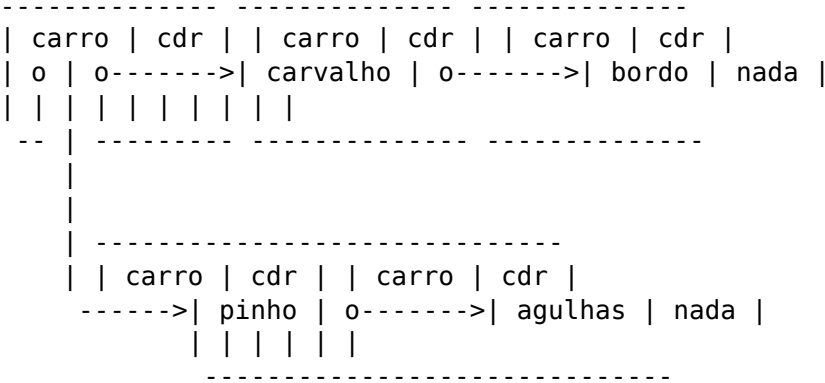 -------------- -------------- --------------
| carro | cdr | | carro | cdr | | carro | cdr |
| o | o------->| carvalho | o------->| bordo | nada |
| | | | | | | | | |
-- | --------- -------------- --------------
|
|
| ------------------------------
| | carro | cdr | | carro | cdr |
------>| pinho | o------->| agulhas | nada |
| | | | | |
------------------------------